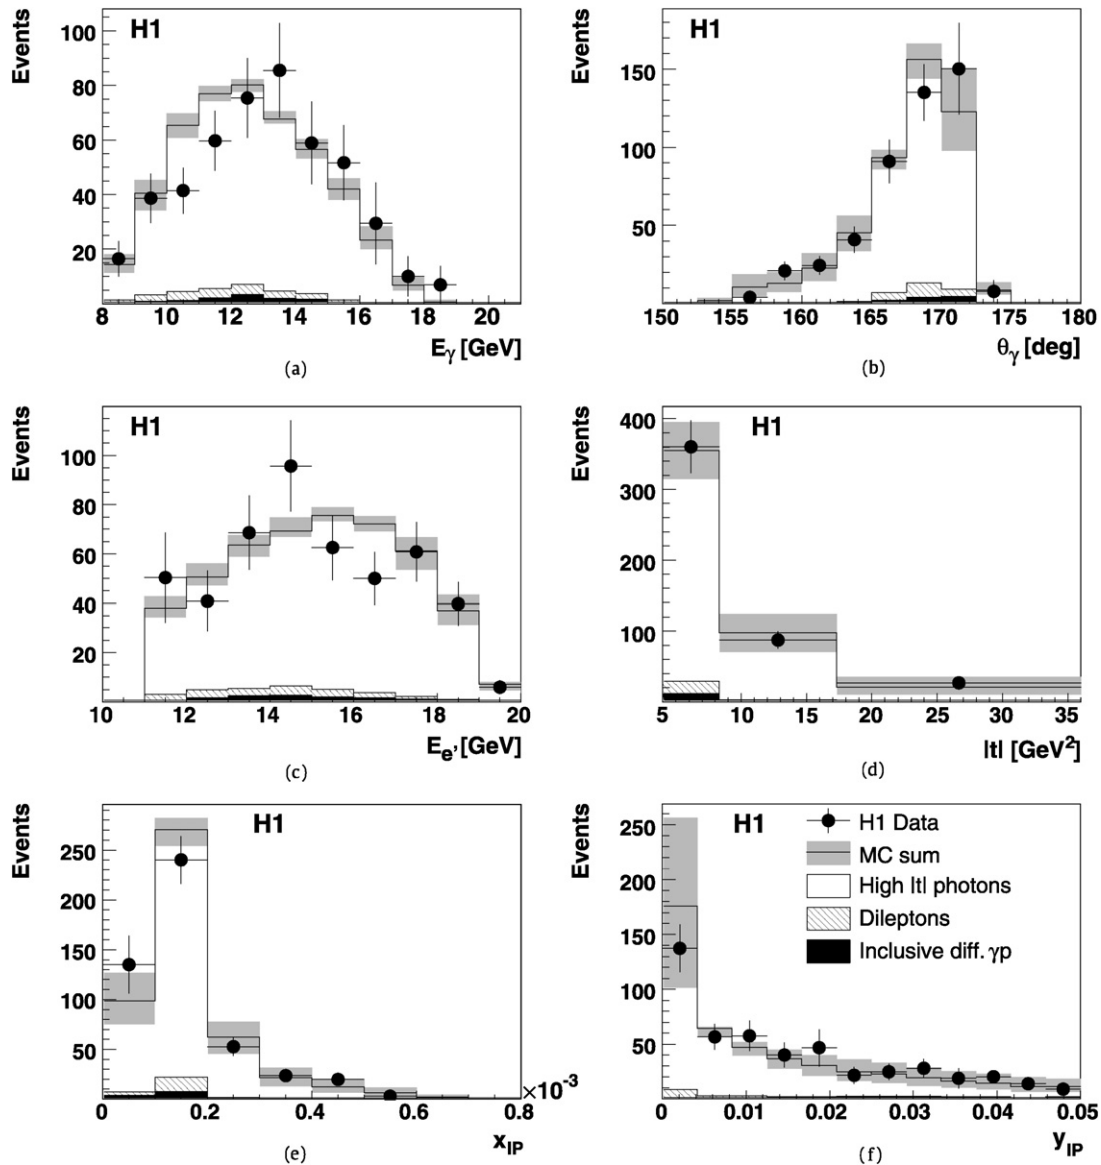 H1
Events
100
80
60
40
20
8 10 12 14 16 18 20
Eγ [GeV]
(a)
H1
Events
150
100
50
150 155 160 165 170 175 180
θγ [deg]
(b)
H1
Events
100
80
60
40
20
10 12 14 16 18 20
Ee' [GeV]
(c)
H1
Events
400
300
200
100
5 10 15 20 25 30 35
|t| [GeV²]
(d)
H1
Events
250
200
150
100
50
0 0.2 0.4 0.6 0.8
×10⁻³
xIP
(e)
H1
Events
250
200
150
100
50
0 0.01 0.02 0.03 0.04 0.05
yIP
H1 Data
MC sum
High |t| photons
Dileptons
Inclusive diff. γp
(f)